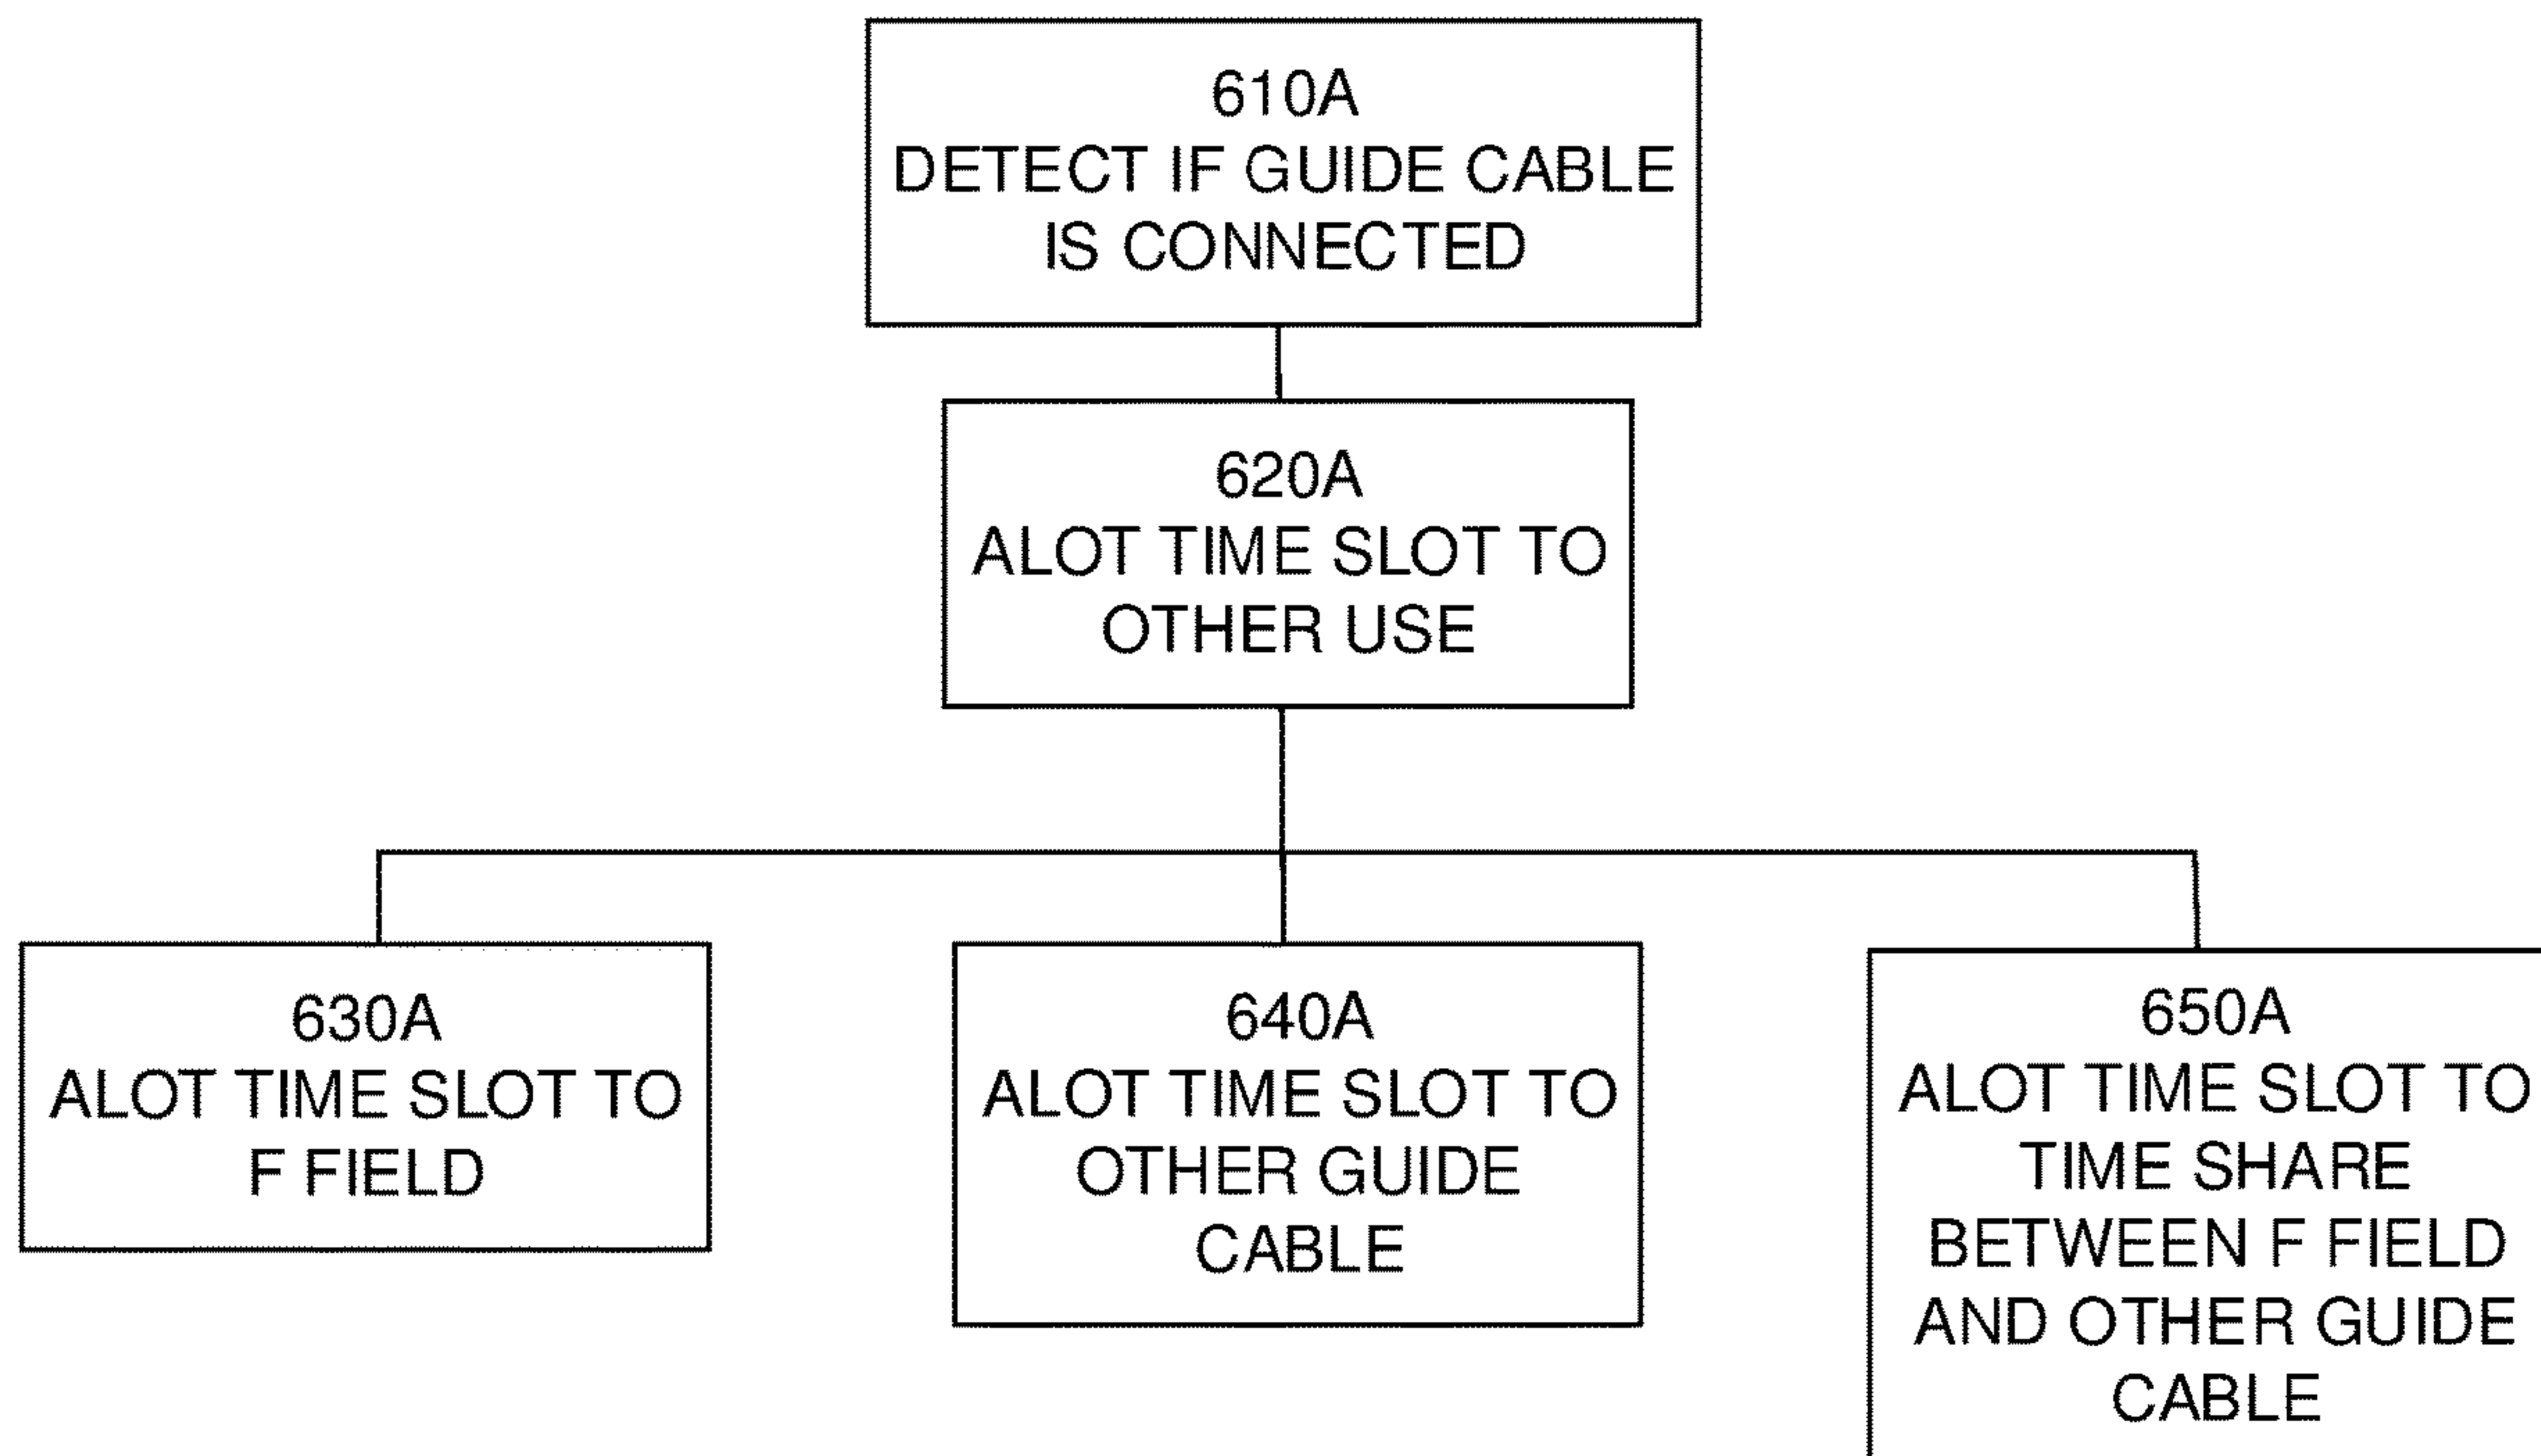 610A
DETECT IF GUIDE CABLE
IS CONNECTED
620A
ALOT TIME SLOT TO
OTHER USE
630A
ALOT TIME SLOT TO
F FIELD
640A
ALOT TIME SLOT TO
OTHER GUIDE
CABLE
650A
ALOT TIME SLOT TO
TIME SHARE
BETWEEN F FIELD
AND OTHER GUIDE
CABLE